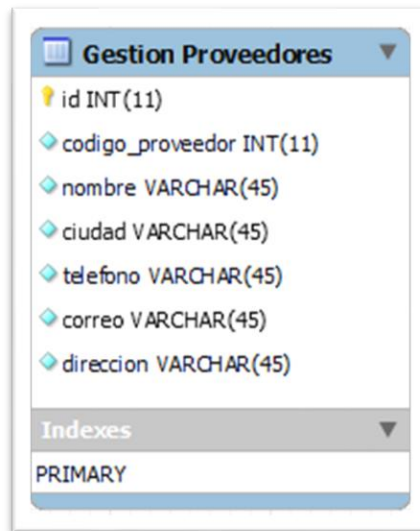 Gestion Proveedores
id INT(11)
codigo_proveedor INT(11)
nombre VARCHAR(45)
ciudad VARCHAR(45)
telefono VARCHAR(45)
correo VARCHAR(45)
direccion VARCHAR(45)
Indexes
PRIMARY